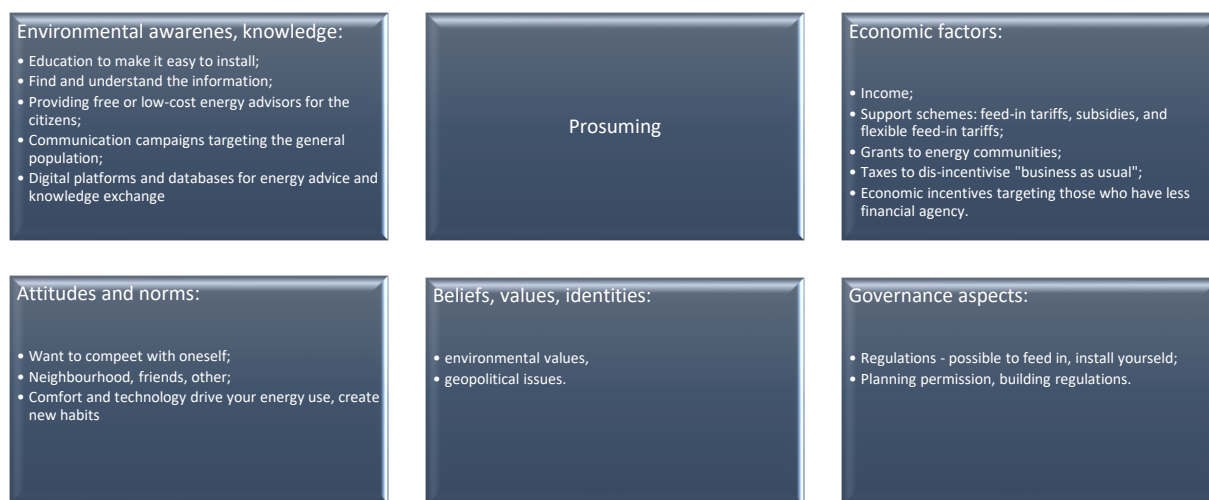 Environmental awarenes, knowledge:
• Education to make it easy to install;
• Find and understand the information;
• Providing free or low-cost energy advisors for the
citizens;
• Communication campaigns targeting the general
population;
• Digital platforms and databases for energy advice and
knowledge exchange
Prosuming
Economic factors:
• Income;
• Support schemes: feed-in tariffs, subsidies, and
flexible feed-in tariffs;
• Grants to energy communities;
• Taxes to dis-incentivise "business as usual";
• Economic incentives targeting those who have less
financial agency.
Attitudes and norms:
• Want to compeet with oneself;
• Neighbourhood, friends, other;
• Comfort and technology drive your energy use, create
new habits
Beliefs, values, identities:
• environmental values,
• geopolitical issues.
Governance aspects:
• Regulations - possible to feed in, install yourseld;
• Planning permission, building regulations.